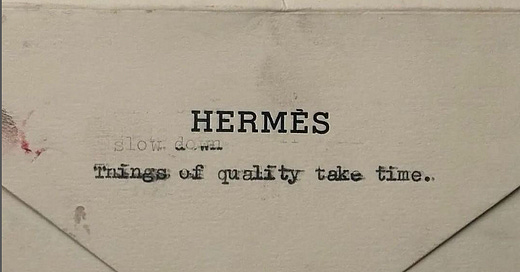 HERMÈS
slow down
Things of quality take time.